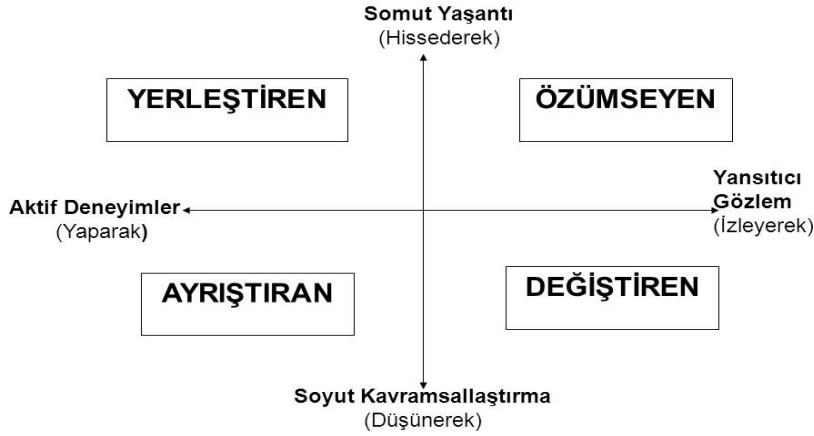 Somut Yaşantı
(Hissederek)
YERLEŞTİREN
ÖZÜMSEYEN
Aktif Deneyimler
(Yaparak)
Yansıtıcı
Gözlem
(İzleyerek)
AYRIŞTIRAN
DEĞİŞTİREN
Soyut Kavramsallaştırma
(Düşünerek)